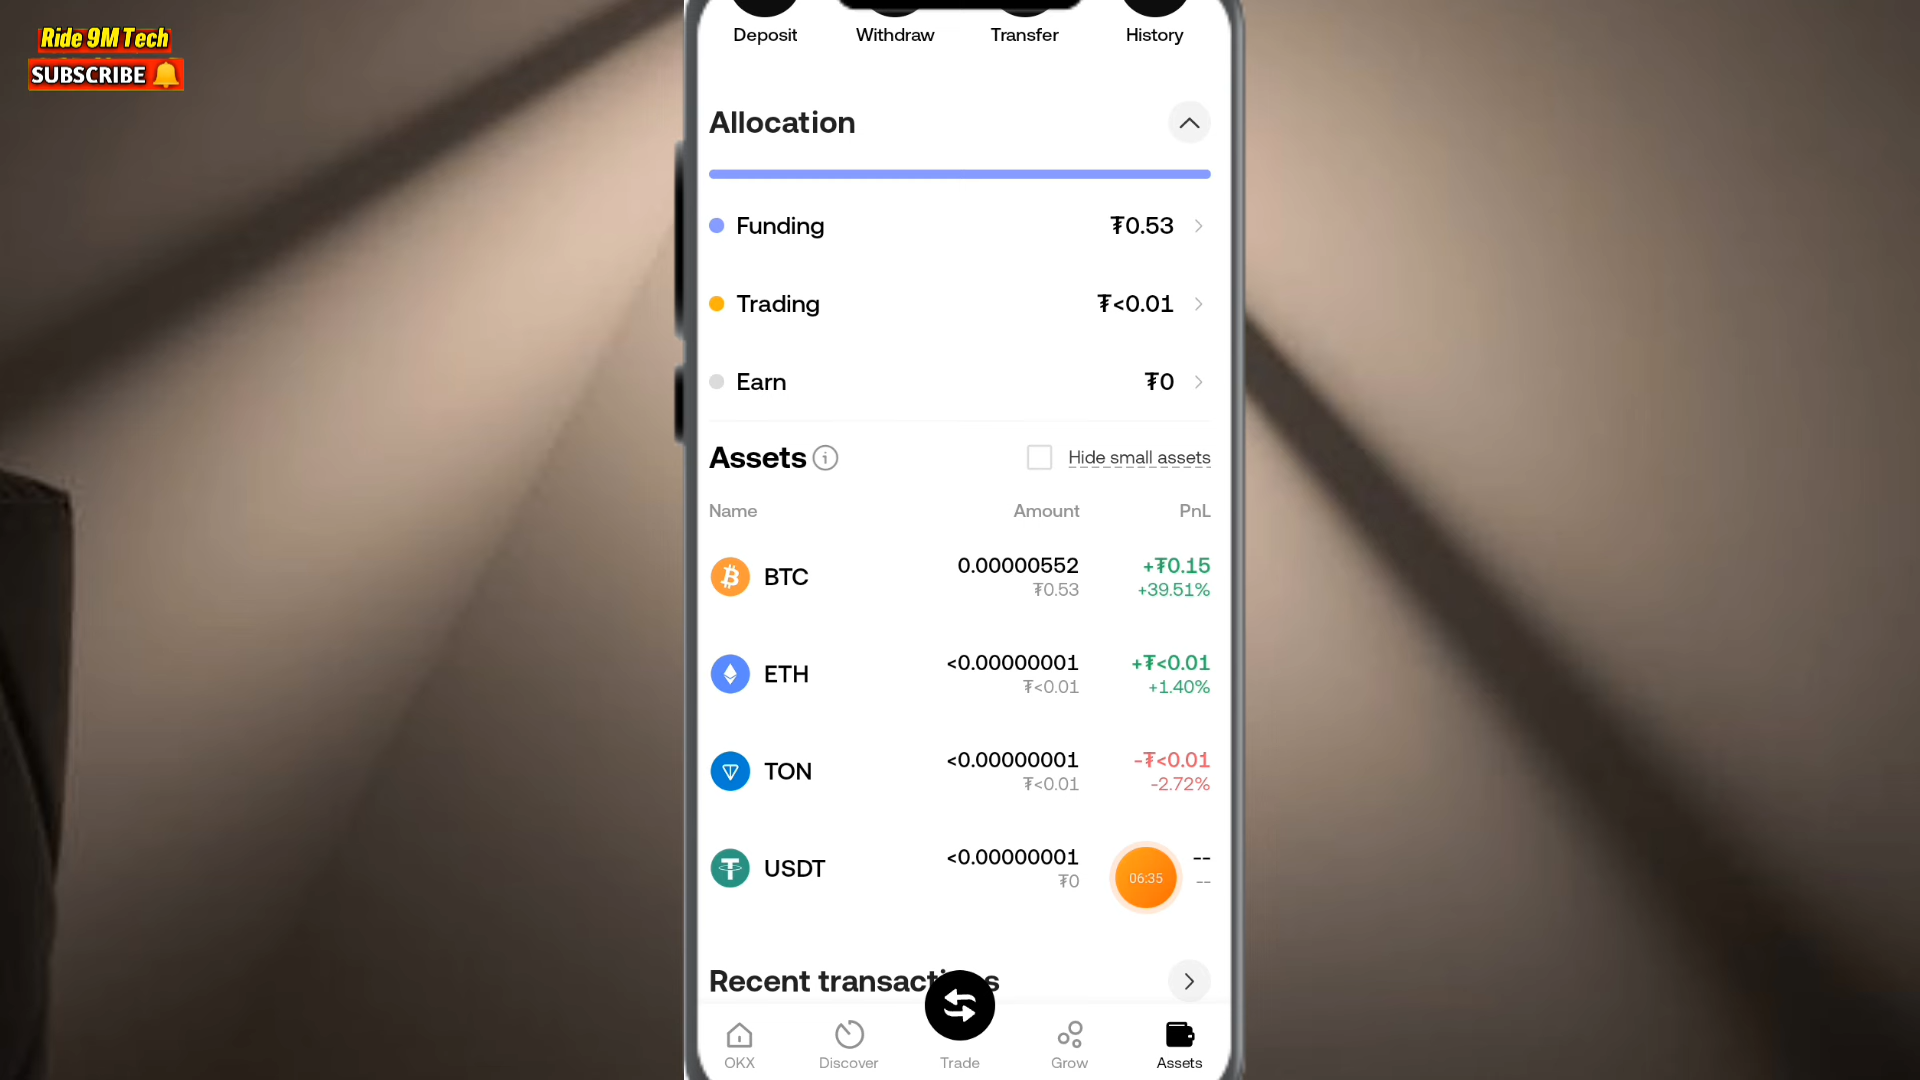 Ride 9M Tech
SUBSCRIBE
Deposit Withdraw Transfer History
Allocation
Funding ₮0.53
Trading ₮<0.01
Earn ₮0
Assets Hide small assets
Name Amount PnL
BTC 0.00000552 +₮0.15
₮0.53 +39.51%
ETH <0.00000001 +₮<0.01
₮<0.01 +1.40%
TON <0.00000001 -₮<0.01
₮<0.01 -2.72%
USDT <0.00000001 --
₮0 06:35 --
Recent transactions
OKX Discover Trade Grow Assets